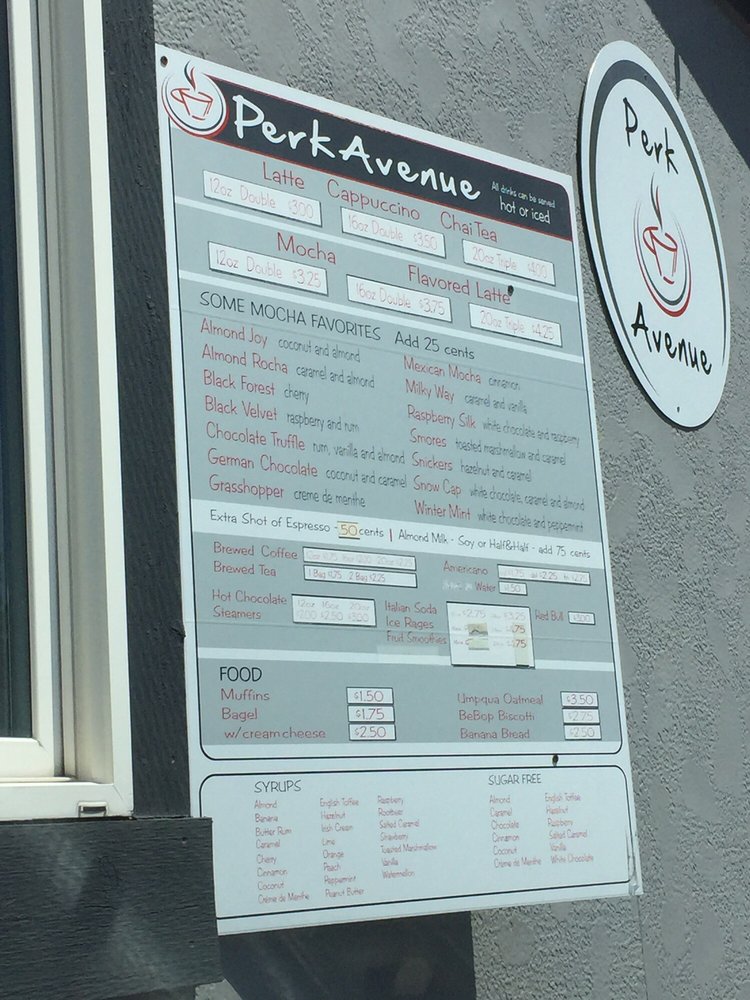 Perk Avenue
All drinks can be served
hot or iced
Latte Cappuccino Chai Tea
12oz Double $3.00 16oz Double $3.50 20oz Triple $4.00
Mocha Flavored Latte
12oz Double $3.25 16oz Double $3.75 20oz Triple $4.25
SOME MOCHA FAVORITES Add 25 cents
Almond Joy coconut and almond
Almond Rocha caramel and almond
Black Forest cherry
Black Velvet raspberry and rum
Chocolate Truffle rum, vanilla and almond
German Chocolate coconut and caramel
Grasshopper creme de menthe
Mexican Mocha cinnamon
Milky Way caramel and vanilla
Raspberry Silk white chocolate and raspberry
Smores toasted marshmallow and caramel
Snickers hazelnut and caramel
Snow Cap white chocolate, caramel and almond
Winter Mint white chocolate and peppermint
Extra Shot of Espresso - 50 cents | Almond Milk - Soy or Half&Half - add 75 cents
Brewed Coffee
Brewed Tea 1 Bag $1.75 2 Bag $2.25
Americano $2.25
Water $1.50
Hot Chocolate
Steamers
12oz 16oz 20oz
$2.00 $2.50 $3.00
Italian Soda $2.75 $3.25
Ice Rages
Fruit Smoothies
Red Bull $3.00
FOOD
Muffins $1.50
Bagel $1.75
w/cream cheese $2.50
Umpqua Oatmeal $3.50
BeBop Biscotti $2.75
Banana Bread $2.50
SYRUPS
Almond
Banana
Butter Rum
Caramel
Cherry
Cinnamon
Coconut
Créme de Menthe
English Toffee
Hazelnut
Irish Cream
Lime
Orange
Peach
Peppermint
Peanut Butter
Raspberry
Rootbeer
Salted Caramel
Strawberry
Toasted Marshmallow
Vanilla
Watermelon
SUGAR FREE
Almond
Caramel
Chocolate
Cinnamon
Coconut
Créme de Menthe
English Toffee
Hazelnut
Raspberry
Salted Caramel
Vanilla
White Chocolate
Perk
Avenue